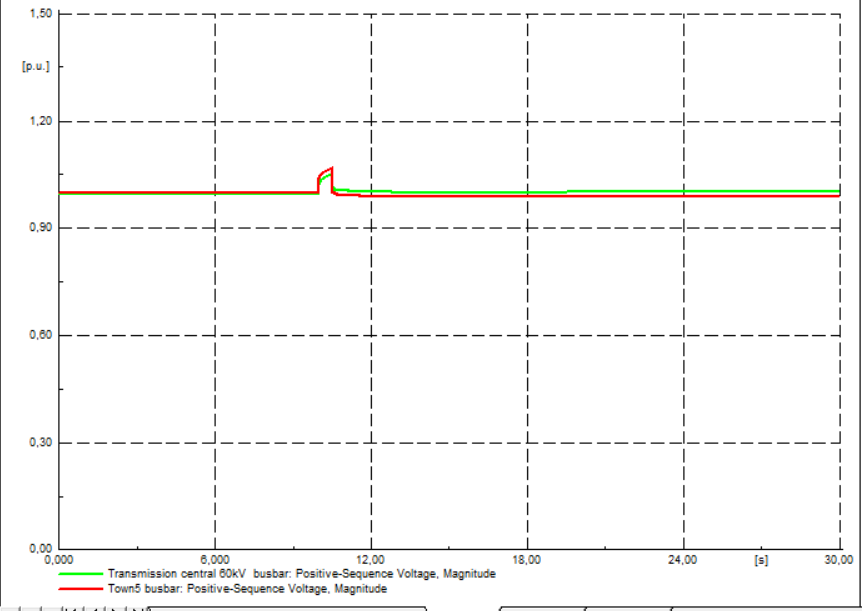 1,50
[p.u.]
1,20
0,90
0,60
0,30
0,00
0,000 6,000 12,00 18,00 24,00 [s] 30,00
Transmission central 60kV busbar: Positive-Sequence Voltage, Magnitude
Town5 busbar: Positive-Sequence Voltage, Magnitude